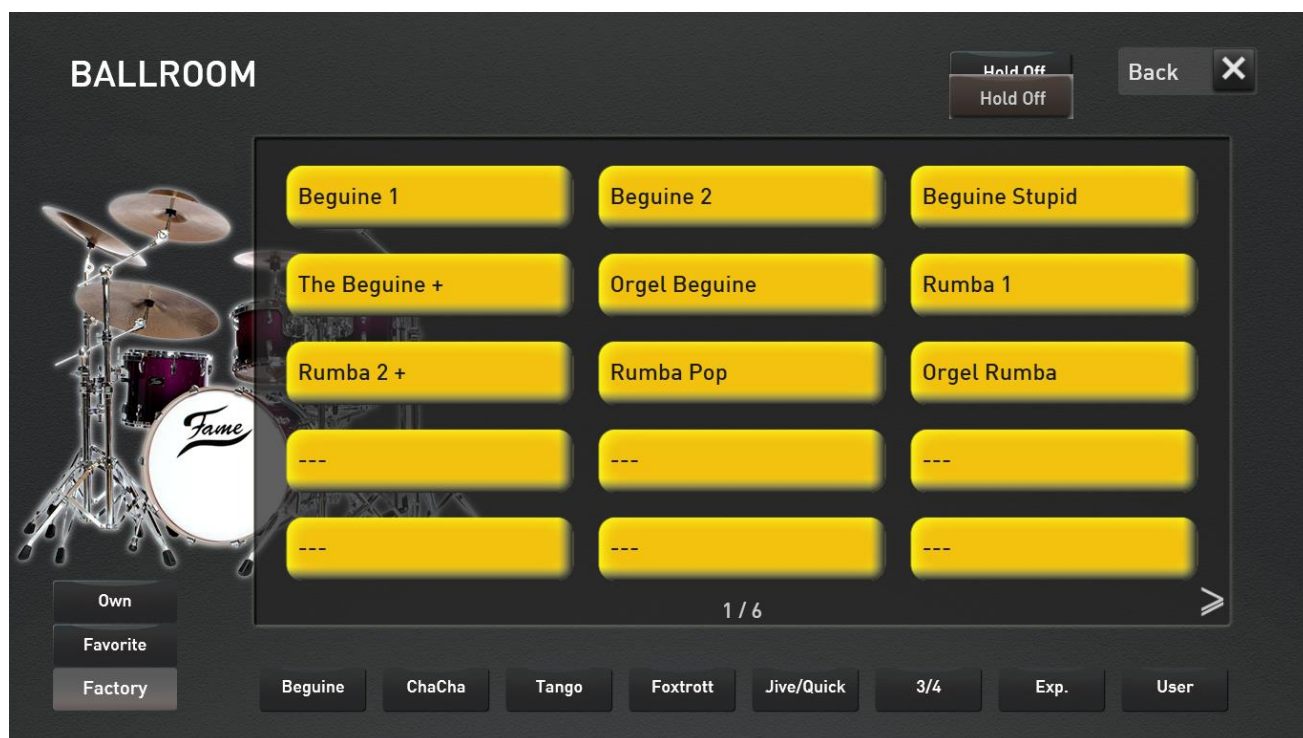 BALLROOM
Hold Off
Hold Off
Back
Beguine 1
Beguine 2
Beguine Stupid
The Beguine +
Orgel Beguine
Rumba 1
Rumba 2 +
Rumba Pop
Orgel Rumba
---
---
---
---
---
---
Fame
1 / 6
Own
Favorite
Factory
Beguine
ChaCha
Tango
Foxtrott
Jive/Quick
3/4
Exp.
User